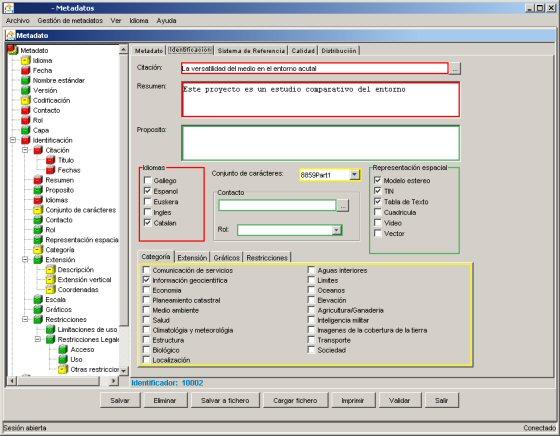 - Metadatos
Archivo Gestión de metadatos Ver Idioma Ayuda
Metadato
Metadato
Idioma
Fecha
Nombre estándar
Versión
Codificación
Contacto
Rol
Capa
Identificación
Citación
Titulo
Fechas
Resumen
Proposito
Idiomas
Conjunto de carácteres
Contacto
Rol
Representación espacia
Categoría
Extensión
Descripción
Extensión vertical
Coordenadas
Escala
Gráficos
Restricciones
Limitaciones de uso
Restricciones Legale
Acceso
Uso
Otras restriccio
Metadato Identificación Sistema de Referencia Calidad Distribución
Citación: La versatilidad del medio en el entorno acutal ...
Resumen: Este proyecto es un estudio comparativo del entorno
Proposito:
Idiomas
Gallego
Espanol
Euskera
Ingles
Catalan
Conjunto de carácteres: 8859Part1
Contacto
...
Rol:
Representación espacial
Modelo estereo
TIN
Tabla de Texto
Cuadricula
Video
Vector
Categoría Extensión Gráficos Restricciones
Comunicación de servicios
Información geocientífica
Economia
Planeamiento catastral
Medio ambiente
Salud
Climatológia y meteorológia
Estructura
Biológico
Localización
Aguas interiores
Limites
Oceanos
Elevación
Agricultura/Ganaderia
Inteligencia militar
Imagenes de la cobertura de la tierra
Transporte
Sociedad
Identificador: 10002
Salvar Eliminar Salvar a fichero Cargar fichero Imprimir Validar Salir
Sesión abierta Conectado